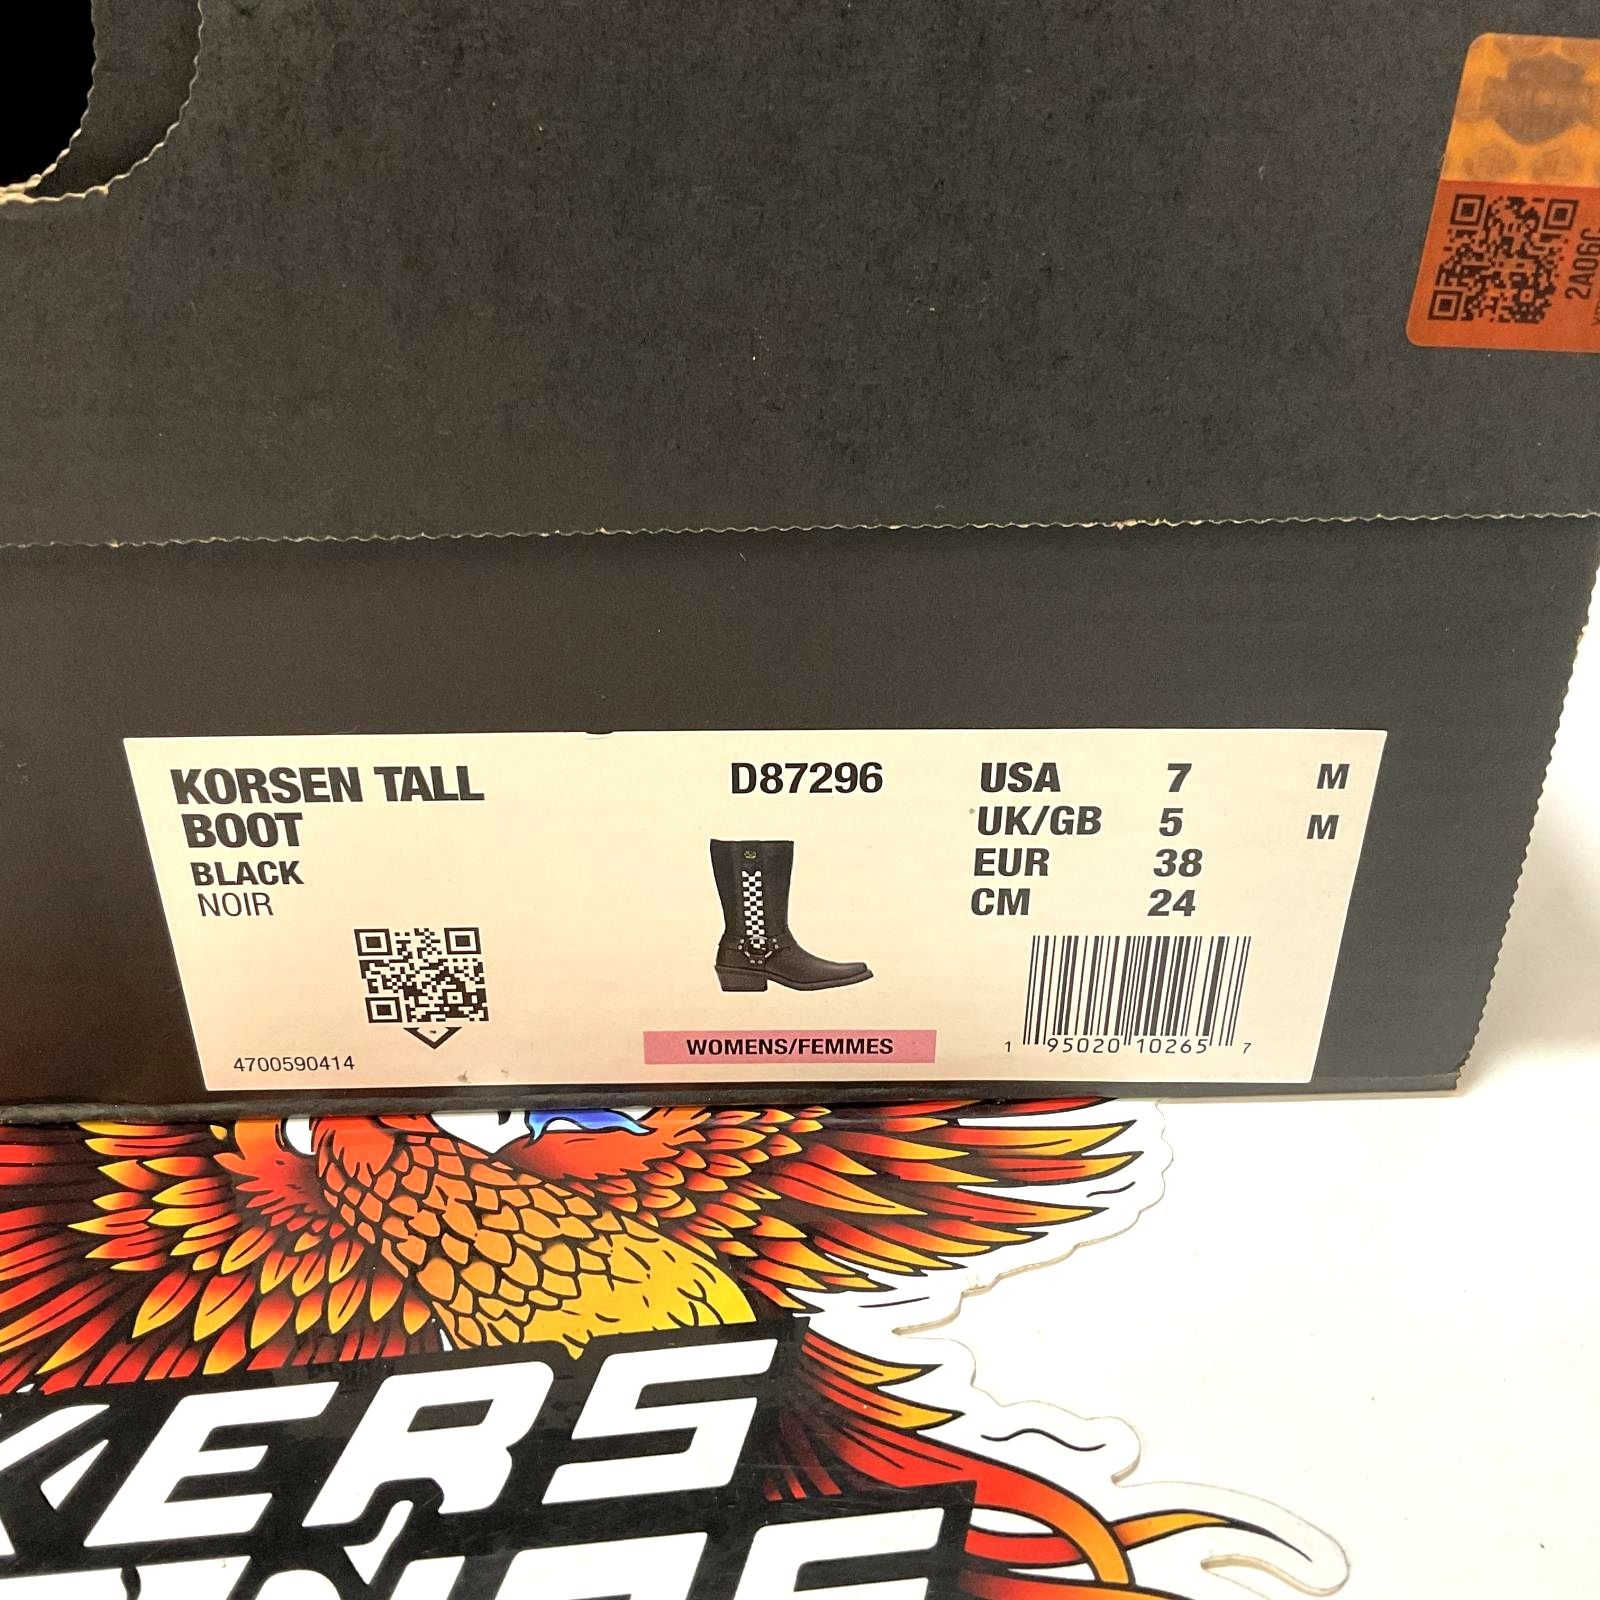 2A06C
KORSEN TALL
BOOT
BLACK
NOIR
4700590414
D87296
WOMENS/FEMMES
USA 7 M
UK/GB 5 M
EUR 38
CM 24
1 95020 10265 7
KERS